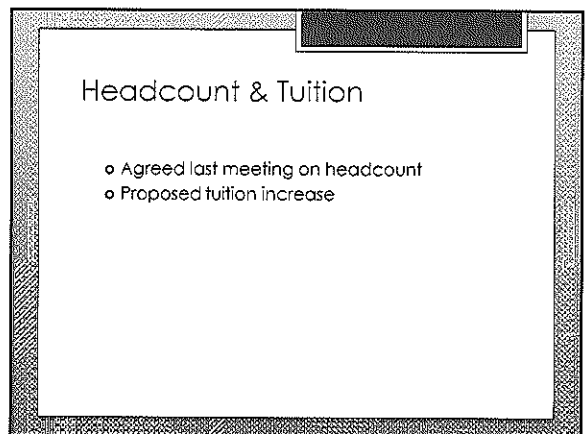 Headcount & Tuition
o Agreed last meeting on headcount
o Proposed tuition increase